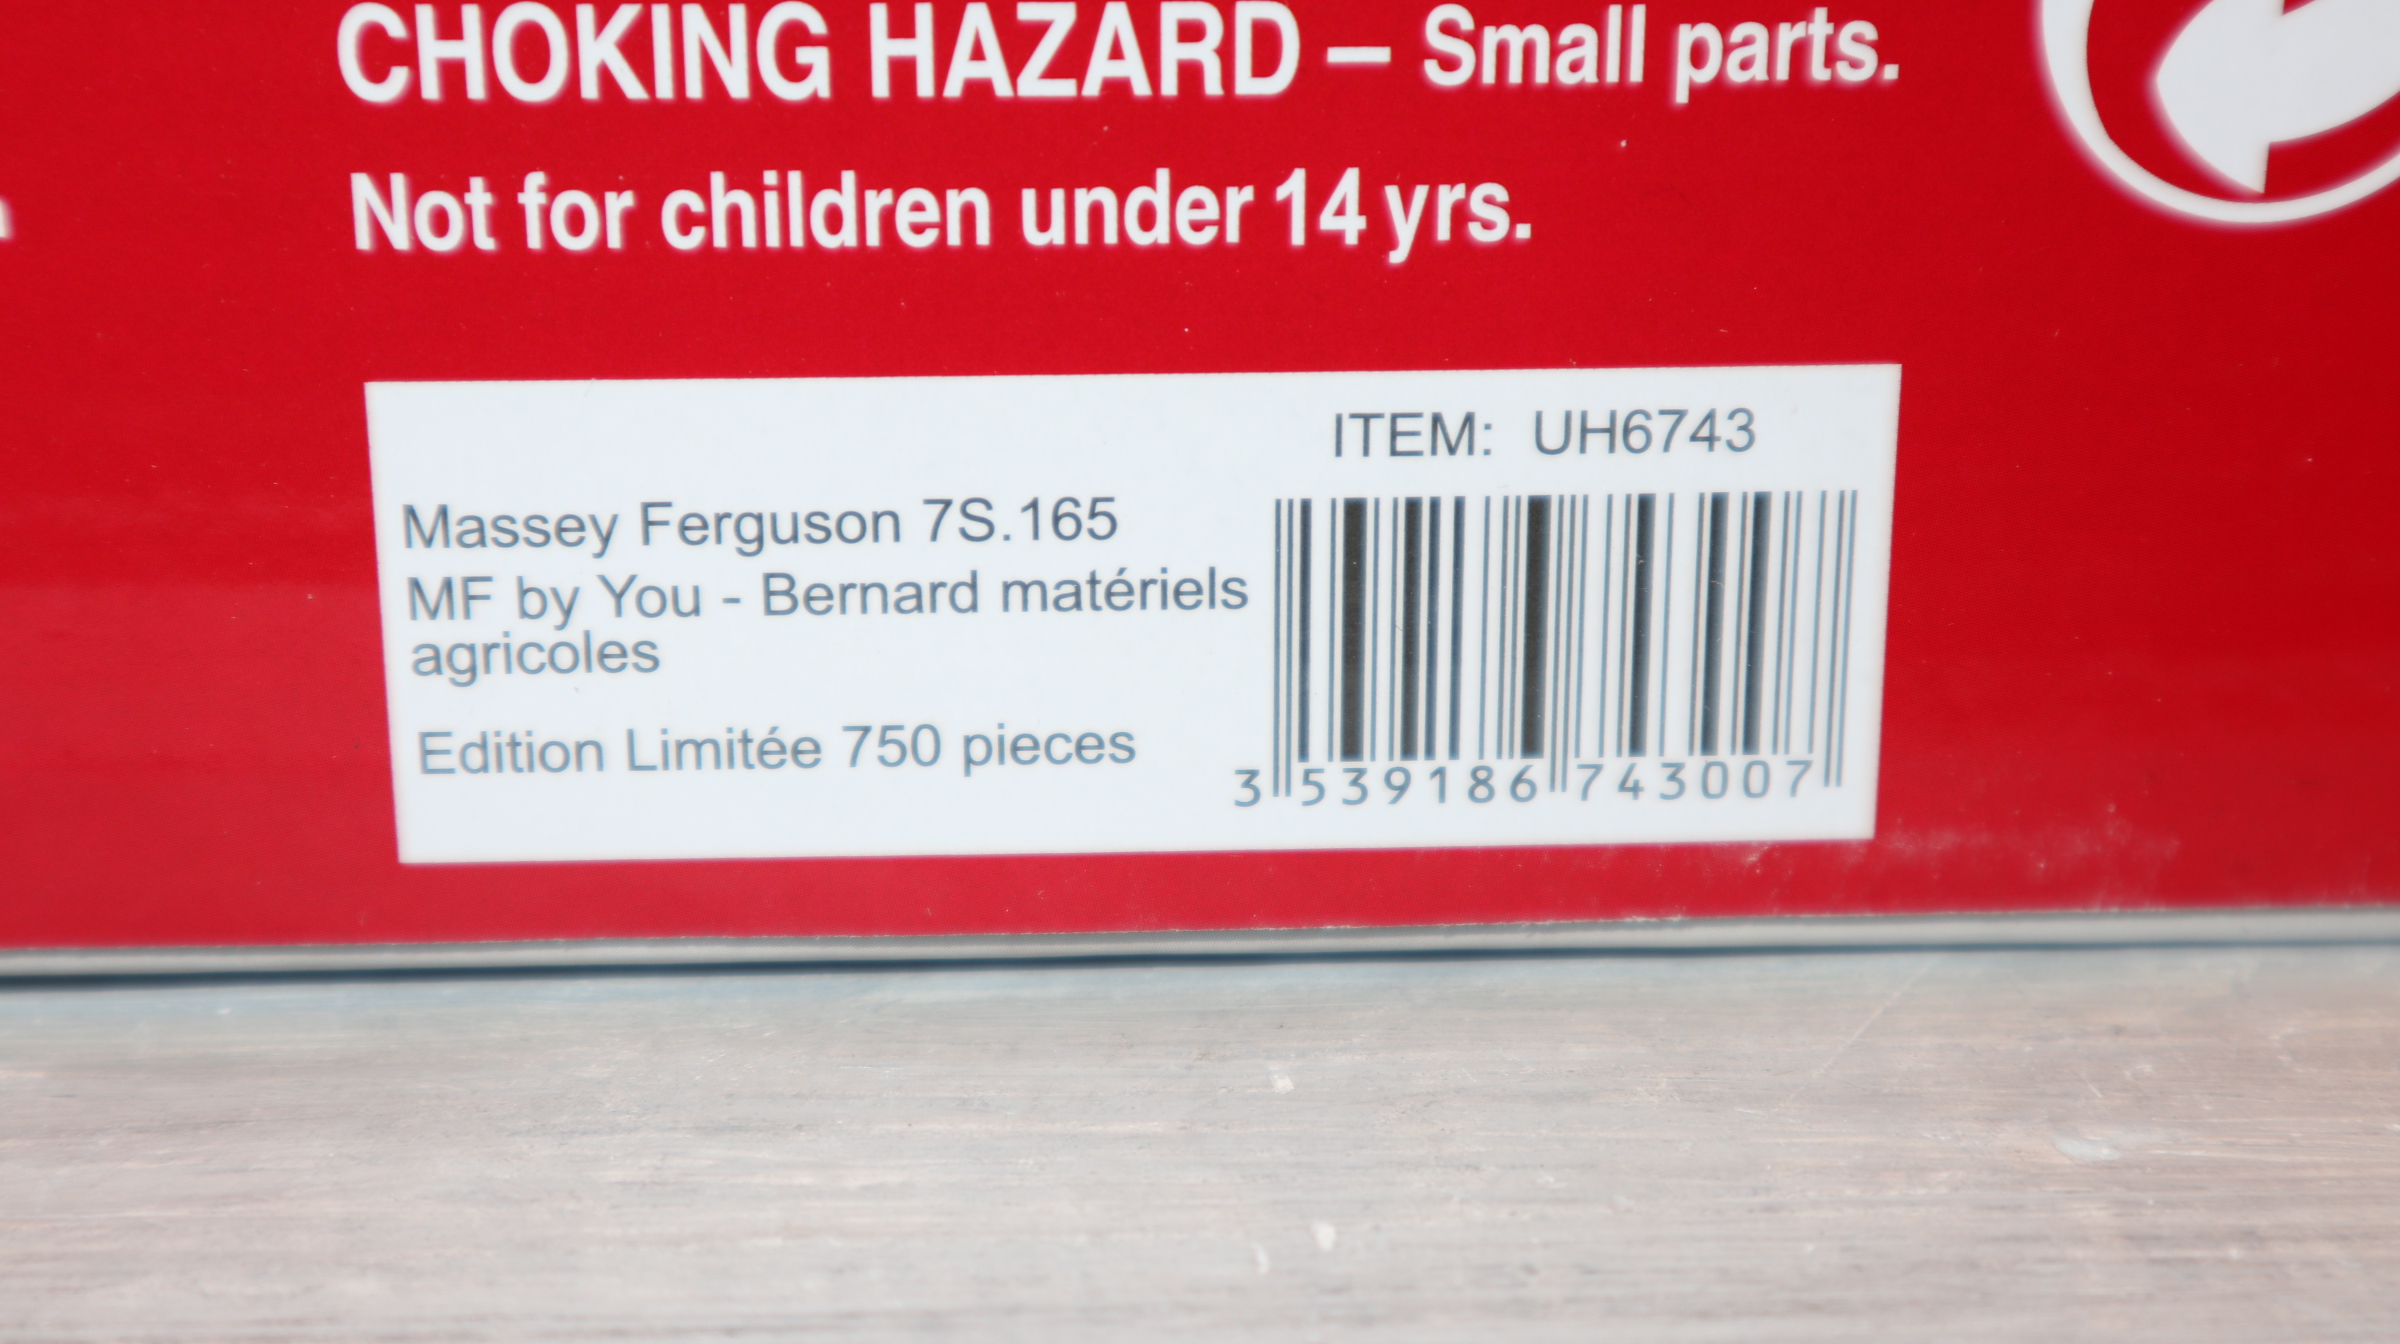 CHOKING HAZARD – Small parts.
Not for children under 14 yrs.
ITEM: UH6743
Massey Ferguson 7S.165
MF by You - Bernard matériels
agricoles
Edition Limitée 750 pieces
3 539186 743007